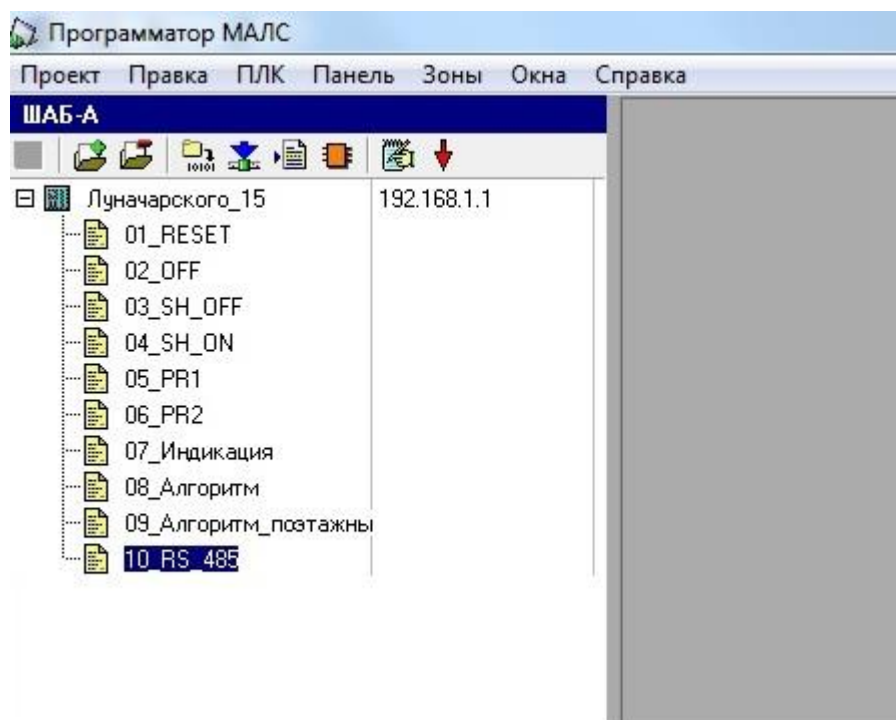 Программатор МАЛС
Проект Правка ПЛК Панель Зоны Окна Справка
ШАБ-А
Луначарского_15 192.168.1.1
01_RESET
02_OFF
03_SH_OFF
04_SH_ON
05_PR1
06_PR2
07_Индикация
08_Алгоритм
09_Алгоритм_поэтажны
10_RS_485